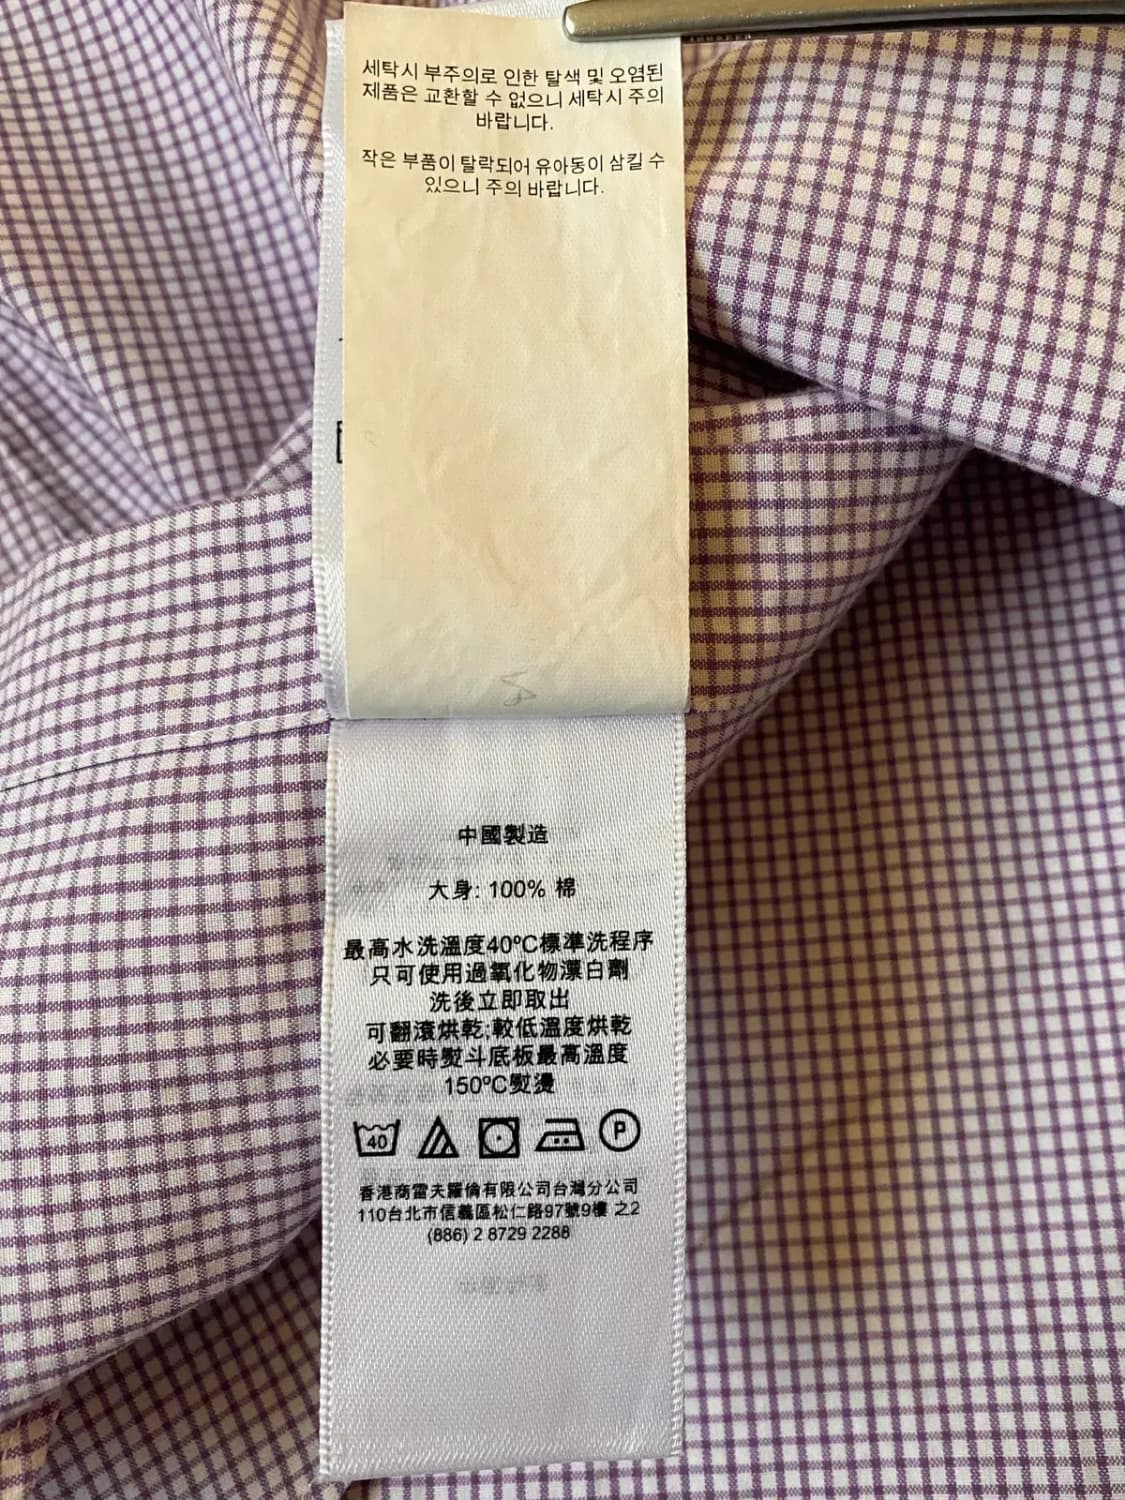 세탁시 부주의로 인한 탈색 및 오염된
제품은 교환할 수 없으니 세탁시 주의
바랍니다.
작은 부품이 탈락되어 유아동이 삼킬 수
있으니 주의 바랍니다.
中國製造
大身: 100% 棉
最高水洗溫度40ºC標準洗程序
只可使用過氧化物漂白劑
洗後立即取出
可翻滾烘乾;較低溫度烘乾
必要時熨斗底板最高溫度
150ºC熨燙
40
P
香港商雷夫羅倫有限公司台灣分公司
110台北市信義區松仁路97號9樓 之2
(886) 2 8729 2288